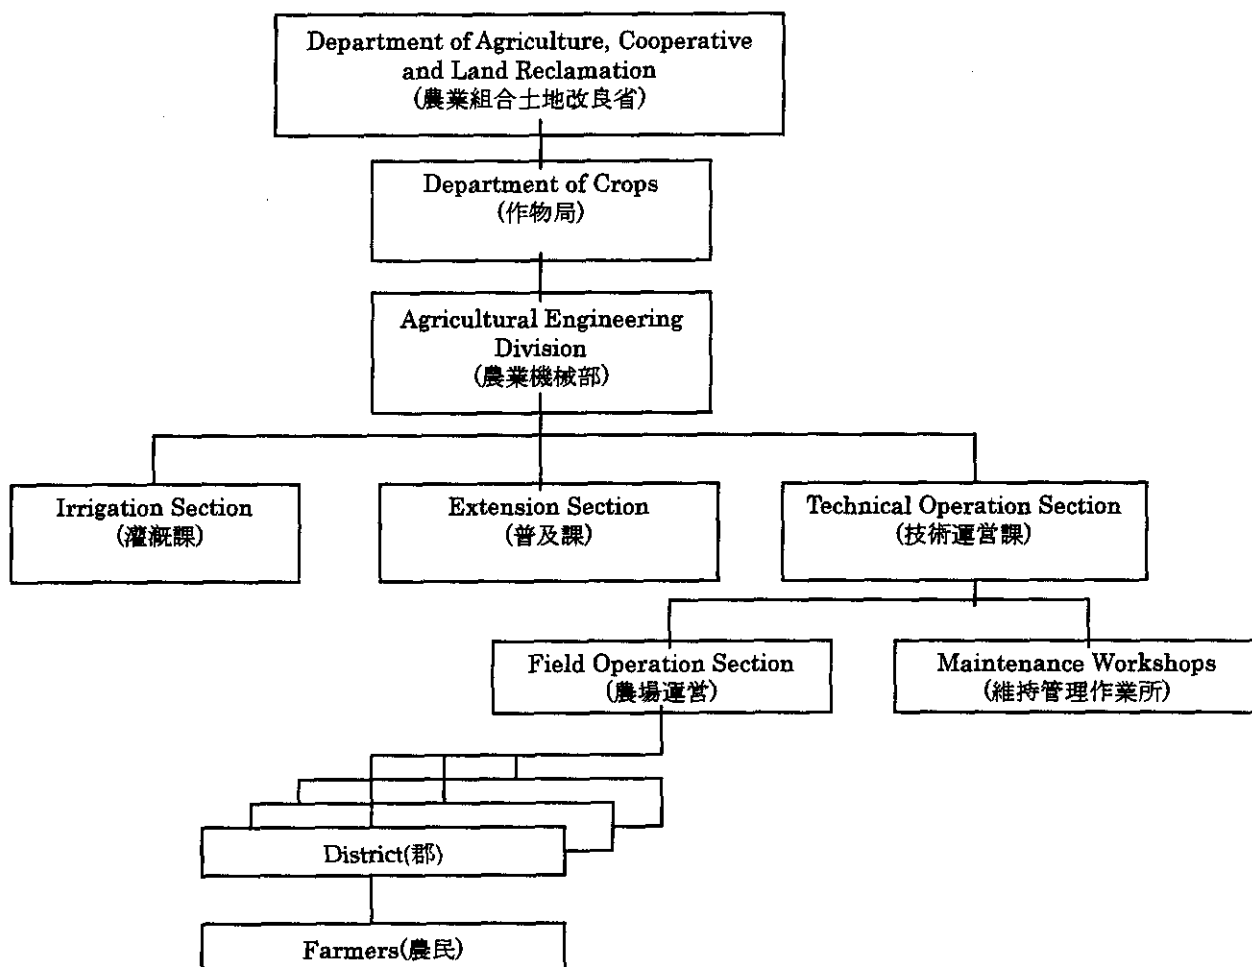 Department of Agriculture, Cooperative
and Land Reclamation
(農業組合土地改良省)
Department of Crops
(作物局)
Agricultural Engineering
Division
(農業機械部)
Irrigation Section
(灌漑課)
Extension Section
(普及課)
Technical Operation Section
(技術運営課)
Field Operation Section
(農場運営)
Maintenance Workshops
(維持管理作業所)
District(郡)
Farmers(農民)